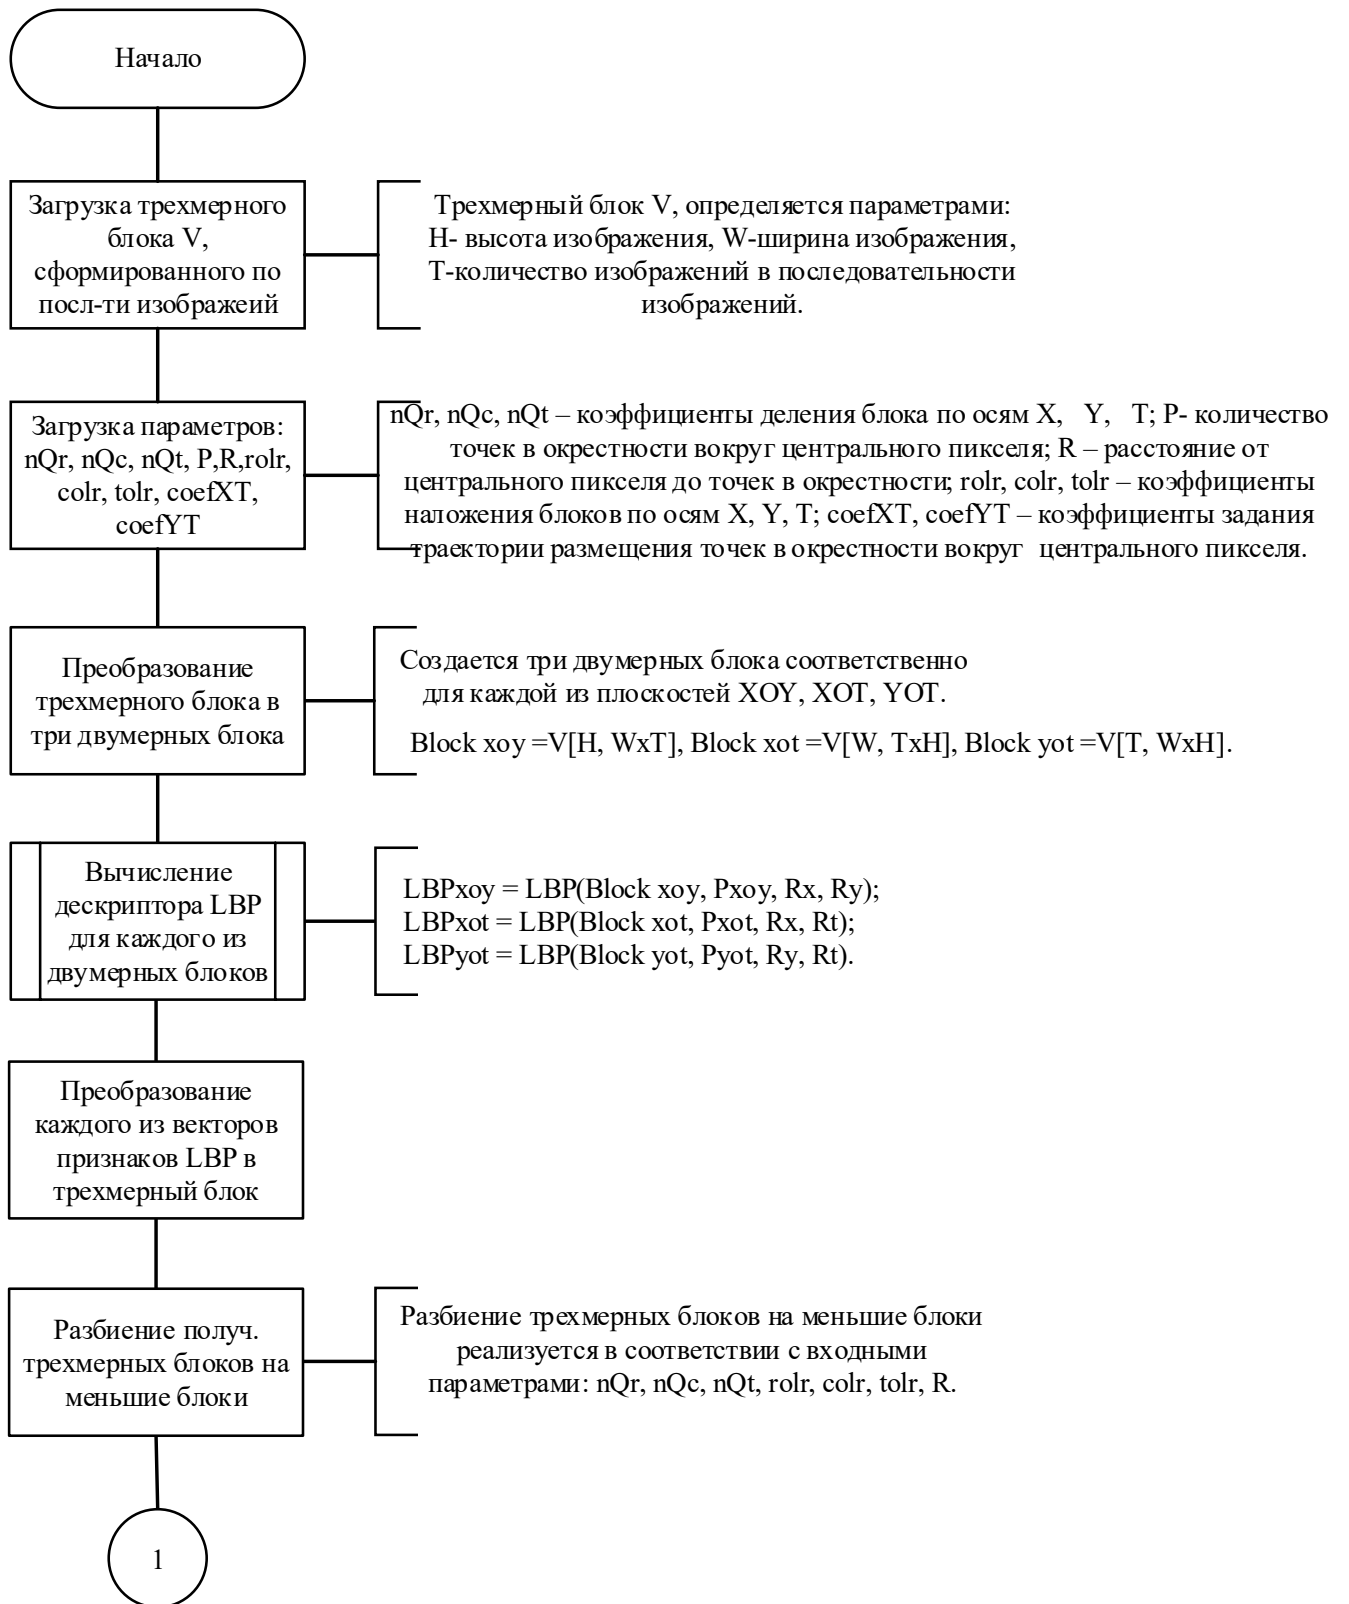 Начало
Загрузка трехмерного
блока V,
сформированного по
посл-ти изображеий
Трехмерный блок V, определяется параметрами:
H- высота изображения, W-ширина изображения,
T-количество изображений в последовательности
изображений.
Загрузка параметров:
nQr, nQc, nQt, P,R,rolr,
colr, tolr, coefXT,
coefYT
nQr, nQc, nQt – коэффициенты деления блока по осям X, Y, T; P- количество
точек в окрестности вокруг центрального пикселя; R – расстояние от
центрального пикселя до точек в окрестности; rolr, colr, tolr – коэффициенты
наложения блоков по осям X, Y, T; coefXT, coefYT – коэффициенты задания
траектории размещения точек в окрестности вокруг центрального пикселя.
Преобразование
трехмерного блока в
три двумерных блока
Создается три двумерных блока соответственно
для каждой из плоскостей XOY, XOT, YOT.
Block xoy =V[H, WxT], Block xot =V[W, TxH], Block yot =V[T, WxH].
Вычисление
дескриптора LBP
для каждого из
двумерных блоков
LBPxoy = LBP(Block xoy, Pxoy, Rx, Ry);
LBPxot = LBP(Block xot, Pxot, Rx, Rt);
LBPyot = LBP(Block yot, Pyot, Ry, Rt).
Преобразование
каждого из векторов
признаков LBP в
трехмерный блок
Разбиение получ.
трехмерных блоков на
меньшие блоки
Разбиение трехмерных блоков на меньшие блоки
реализуется в соответствии с входными
параметрами: nQr, nQc, nQt, rolr, colr, tolr, R.
1